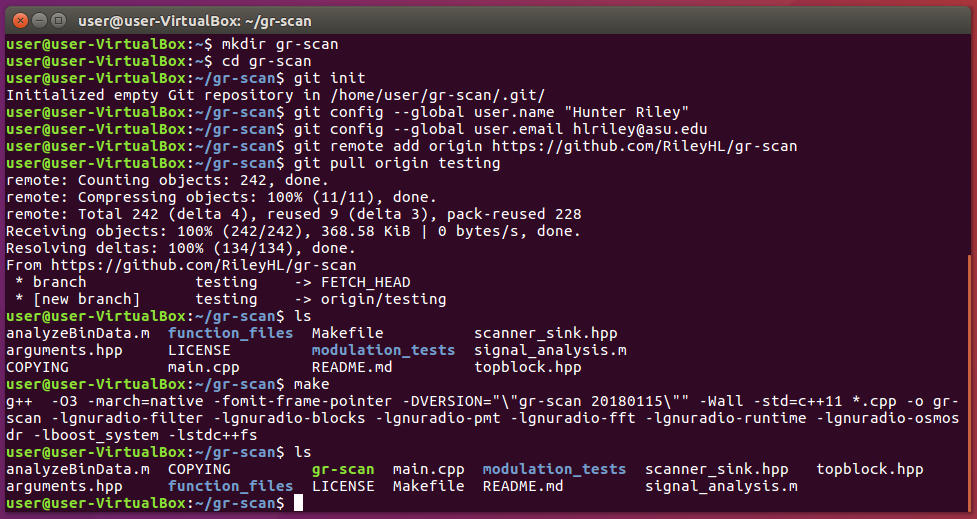 user@user-VirtualBox: ~/gr-scan
user@user-VirtualBox:~$ mkdir gr-scan
user@user-VirtualBox:~$ cd gr-scan
user@user-VirtualBox:~/gr-scan$ git init
Initialized empty Git repository in /home/user/gr-scan/.git/
user@user-VirtualBox:~/gr-scan$ git config --global user.name "Hunter Riley"
user@user-VirtualBox:~/gr-scan$ git config --global user.email hlriley@asu.edu
user@user-VirtualBox:~/gr-scan$ git remote add origin https://github.com/RileyHL/gr-scan
user@user-VirtualBox:~/gr-scan$ git pull origin testing
remote: Counting objects: 242, done.
remote: Compressing objects: 100% (11/11), done.
remote: Total 242 (delta 4), reused 9 (delta 3), pack-reused 228
Receiving objects: 100% (242/242), 368.58 KiB | 0 bytes/s, done.
Resolving deltas: 100% (134/134), done.
From https://github.com/RileyHL/gr-scan
 * branch            testing    -> FETCH_HEAD
 * [new branch]      testing    -> origin/testing
user@user-VirtualBox:~/gr-scan$ ls
analyzeBinData.m  function_files  Makefile          scanner_sink.hpp
arguments.hpp     LICENSE         modulation_tests  signal_analysis.m
COPYING           main.cpp        README.md         topblock.hpp
user@user-VirtualBox:~/gr-scan$ make
g++  -O3 -march=native -fomit-frame-pointer -DVERSION="\"gr-scan 20180115\"" -Wall -std=c++11 *.cpp -o gr-
scan -lgnuradio-filter -lgnuradio-blocks -lgnuradio-pmt -lgnuradio-fft -lgnuradio-runtime -lgnuradio-osmos
dr -lboost_system -lstdc++fs
user@user-VirtualBox:~/gr-scan$ ls
analyzeBinData.m  COPYING         gr-scan  main.cpp  modulation_tests  scanner_sink.hpp   topblock.hpp
arguments.hpp     function_files  LICENSE  Makefile  README.md         signal_analysis.m
user@user-VirtualBox:~/gr-scan$